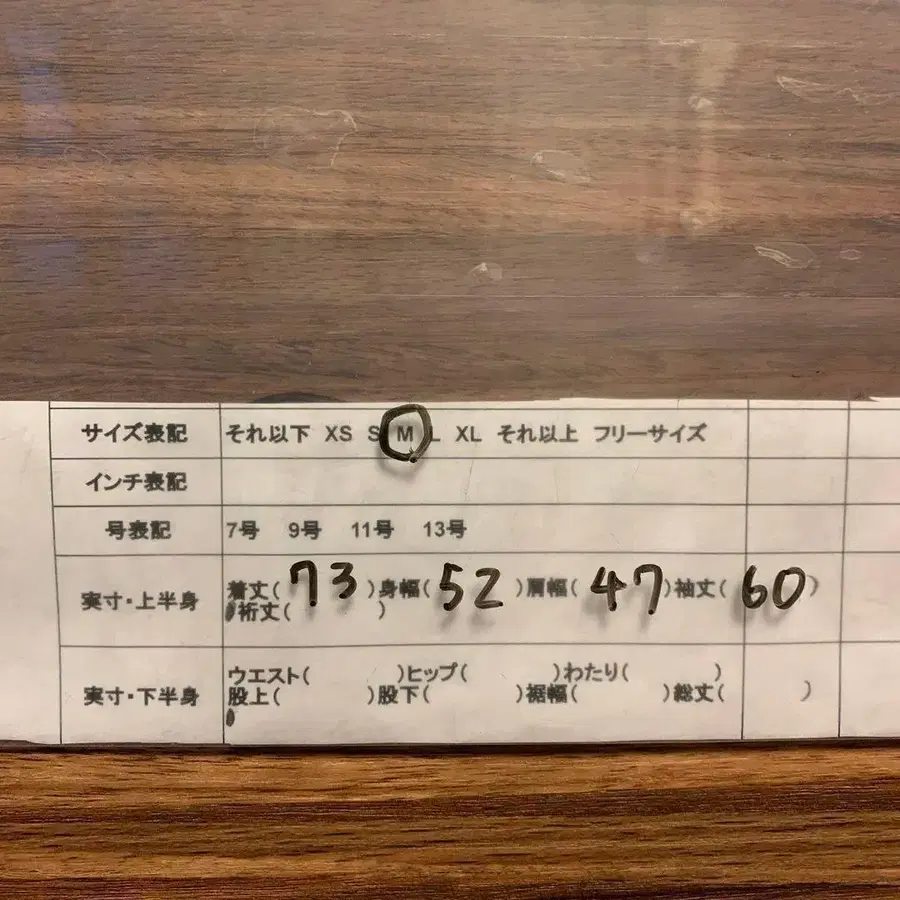 サイズ表記 それ以下 XS S M L XL それ以上 フリーサイズ
インチ表記
号表記 7号 9号 11号 13号
実寸・上半身 着丈( 73 )身幅( 52 )肩幅( 47 )袖丈( 60 )
裄丈( )
実寸・下半身 ウエスト( )ヒップ( )わたり( )
股上( )股下( )裾幅( )総丈( )